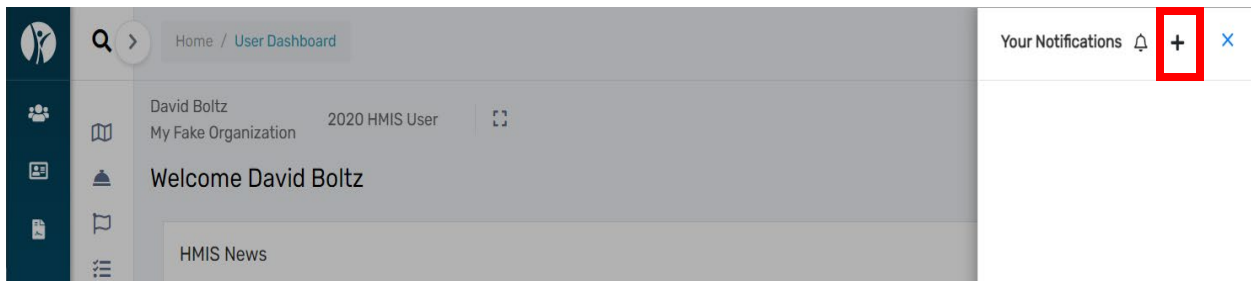 Home / User Dashboard
Your Notifications
David Boltz
My Fake Organization
2020 HMIS User
Welcome David Boltz
HMIS News